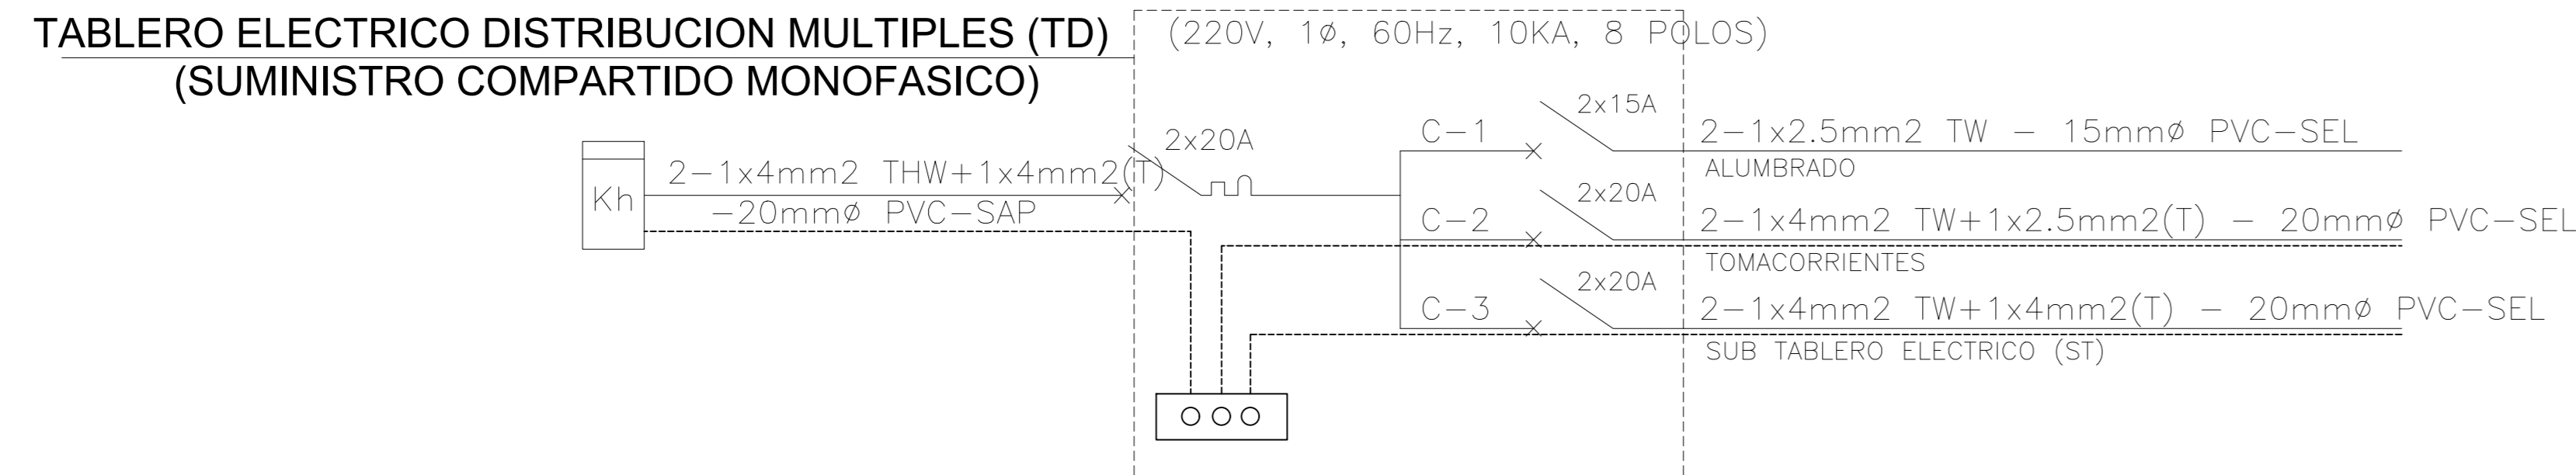 TABLERO ELECTRICO DISTRIBUCION MULTIPLES (TD)
(220V, 1ø, 60Hz, 10KA, 8 POLOS)
(SUMINISTRO COMPARTIDO MONOFASICO)
Kh
2-1x4mm2 THW+1x4mm2(T)
-20mmø PVC-SAP
2x20A
C-1
2x15A
2-1x2.5mm2 TW - 15mmø PVC-SEL
ALUMBRADO
C-2
2x20A
2-1x4mm2 TW+1x2.5mm2(T) - 20mmø PVC-SEL
TOMACORRIENTES
C-3
2x20A
2-1x4mm2 TW+1x4mm2(T) - 20mmø PVC-SEL
SUB TABLERO ELECTRICO (ST)